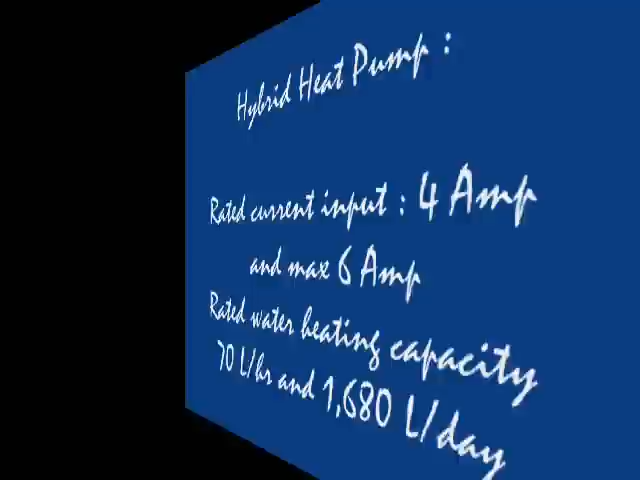 Hybrid Heat Pump :
Rated current input : 4 Amp
and max 6 Amp
Rated water heating capacity
70 L/hr and 1,680 L/day